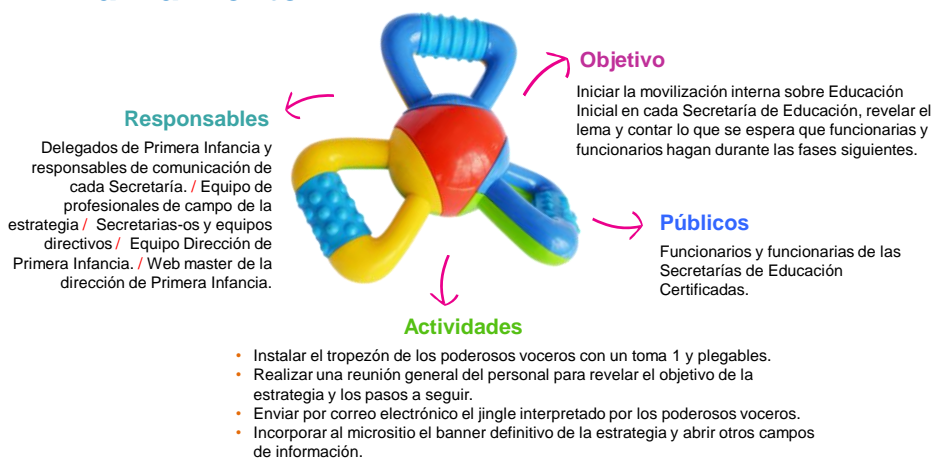 Objetivo
Iniciar la movilización interna sobre Educación
Inicial en cada Secretaría de Educación, revelar el
lema y contar lo que se espera que funcionarias y
funcionarios hagan durante las fases siguientes.
Responsables
Delegados de Primera Infancia y
responsables de comunicación de
cada Secretaría. / Equipo de
profesionales de campo de la
estrategia / Secretarias-os y equipos
directivos / Equipo Dirección de
Primera Infancia. / Web master de la
dirección de Primera Infancia.
Públicos
Funcionarios y funcionarias de las
Secretarías de Educación
Certificadas.
Actividades
• Instalar el tropezón de los poderosos voceros con un toma 1 y plegables.
• Realizar una reunión general del personal para revelar el objetivo de la
estrategia y los pasos a seguir.
• Enviar por correo electrónico el jingle interpretado por los poderosos voceros.
• Incorporar al micrositio el banner definitivo de la estrategia y abrir otros campos
de información.